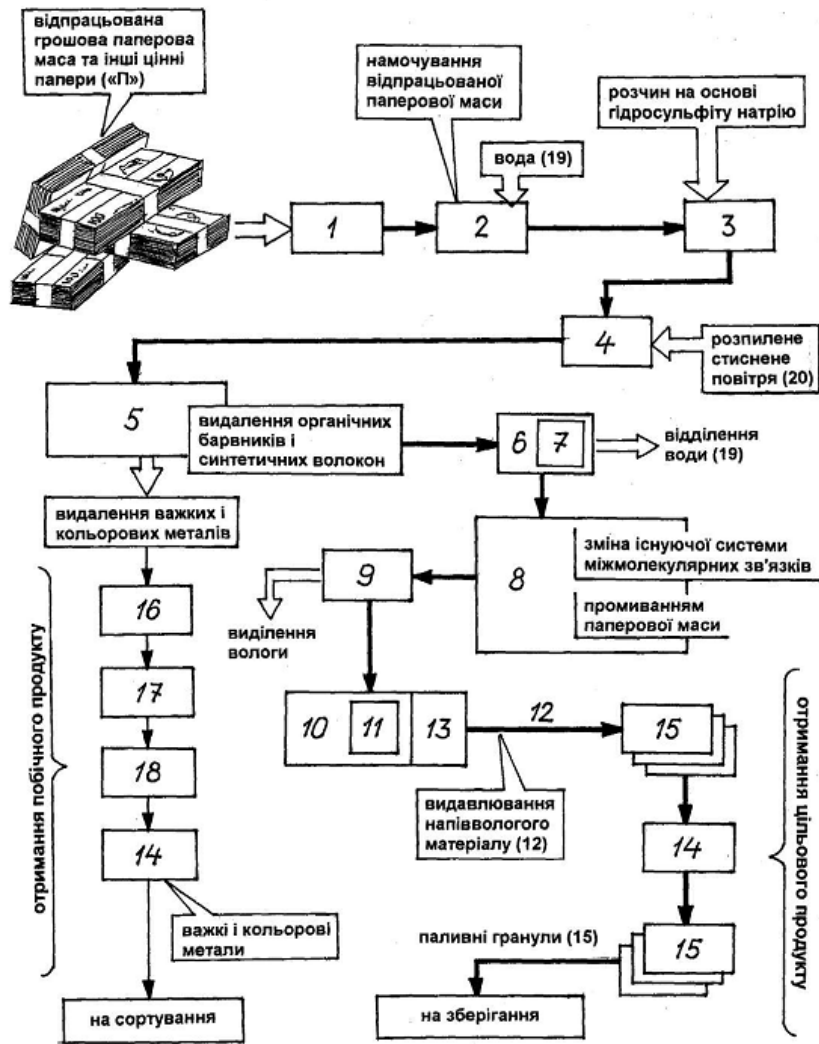 відпрацьована
грошова паперова
маса та інші цінні
папери («П»)
намочування
відпрацьованої
паперової маси
розчин на основі
гідросульфіту натрію
вода (19)
100
100
1
2
3
4
розпилене
стиснене
повітря (20)
5
видалення органічних
барвників і
синтетичних волокон
6
7
відділення
води (19)
видалення важких і
кольорових металів
8
зміна існуючої системи
міжмолекулярних зв'язків
промиванням
паперової маси
9
виділення
вологи
16
17
18
14
отримання побічного продукту
важкі і кольорові
метали
на сортування
10
11
13
12
15
видавлювання
напіввологого
матеріалу (12)
14
15
паливні гранули (15)
на зберігання
отримання цільового продукту